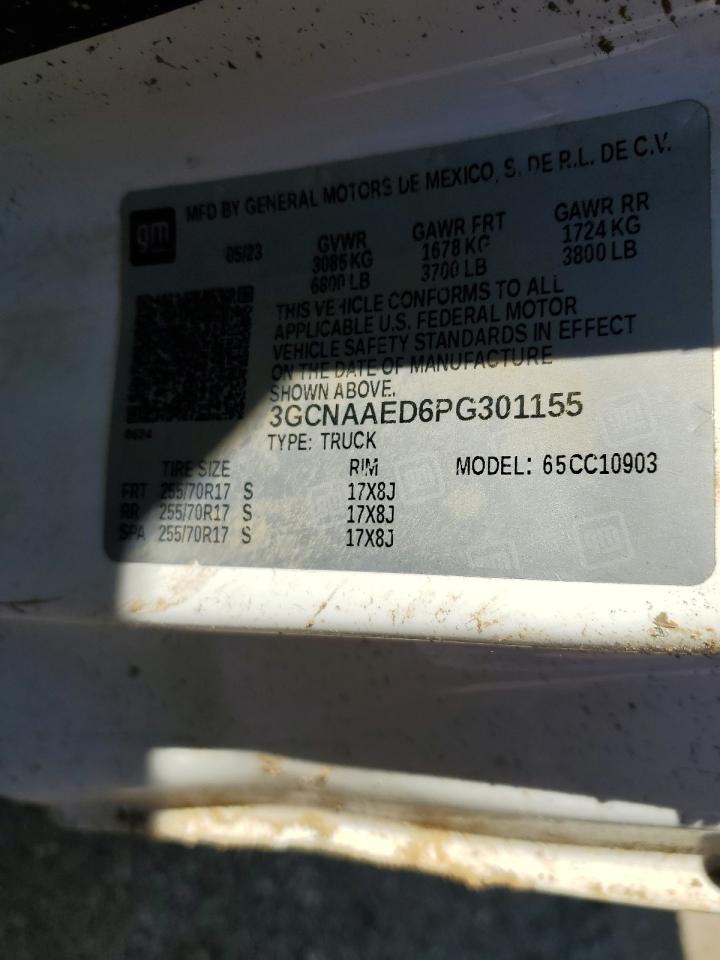 gm
MFD BY GENERAL MOTORS DE MEXICO, S. DE R.L. DE C.V.
05/23
GVWR
3085 KG
6800 LB
GAWR FRT
1678 KG
3700 LB
GAWR RR
1724 KG
3800 LB
THIS VEHICLE CONFORMS TO ALL
APPLICABLE U.S. FEDERAL MOTOR
VEHICLE SAFETY STANDARDS IN EFFECT
ON THE DATE OF MANUFACTURE
SHOWN ABOVE.
3GCNAAED6PG301155
TYPE: TRUCK
MODEL: 65CC10903
TIRE SIZE RIM
FRT 255/70R17 S 17X8J
RR 255/70R17 S 17X8J
SPA 255/70R17 S 17X8J